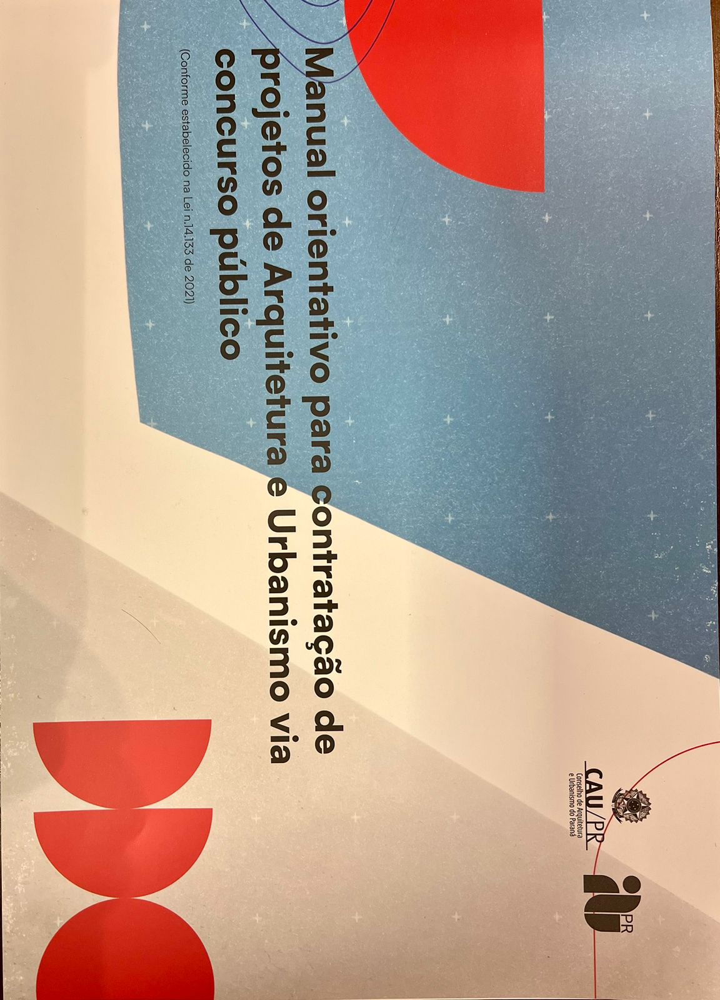 CAU/PR
Conselho de Arquitetura
e Urbanismo do Paraná
PR
Manual orientativo para contratação de
projetos de Arquitetura e Urbanismo via
concurso público
(Conforme estabelecido na Lei n.14.133 de 2021)